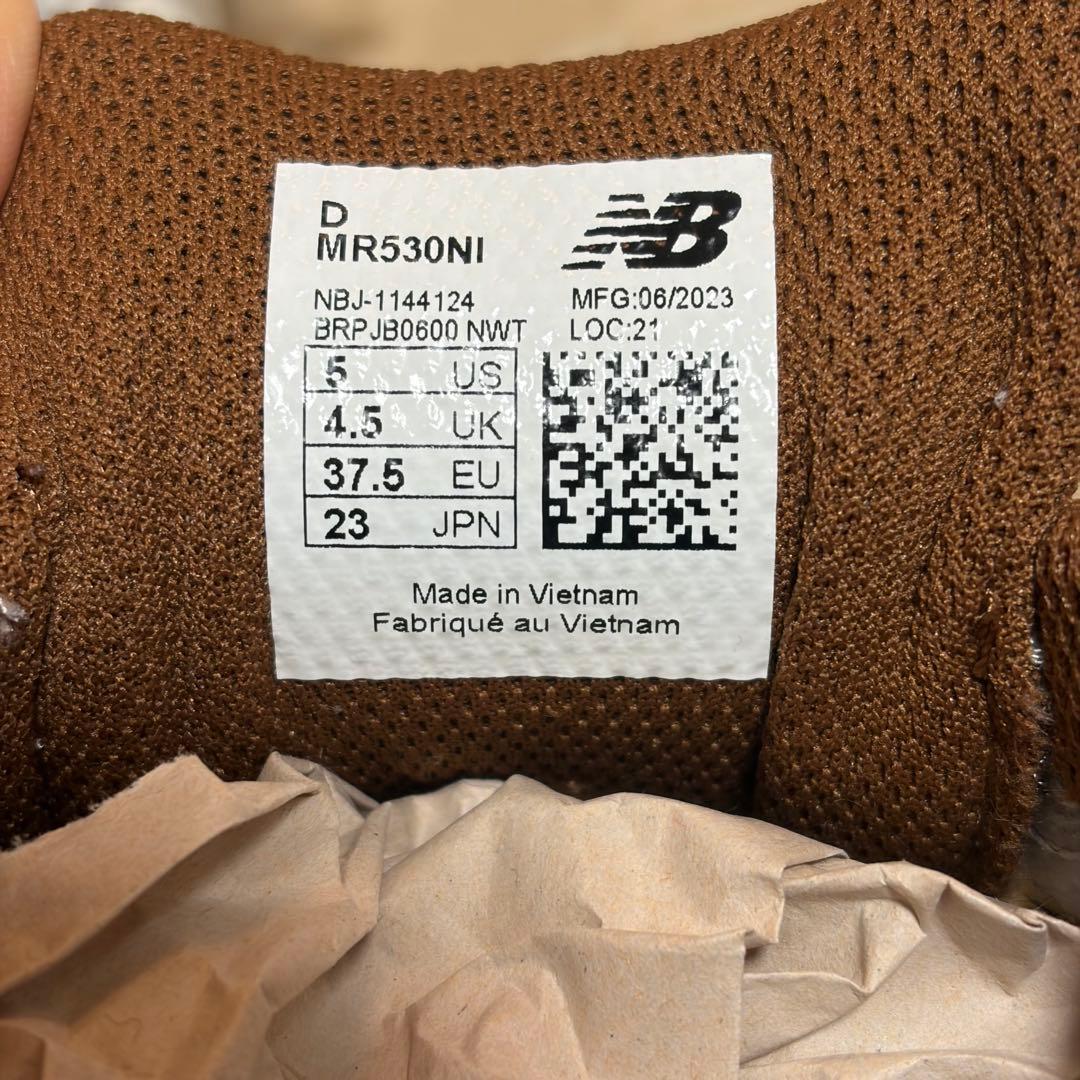 D
MR530NI
NB
NBJ-1144124
BRPJB0600 NWT
MFG:06/2023
LOC:21
5 US
4.5 UK
37.5 EU
23 JPN
Made in Vietnam
Fabriqué au Vietnam